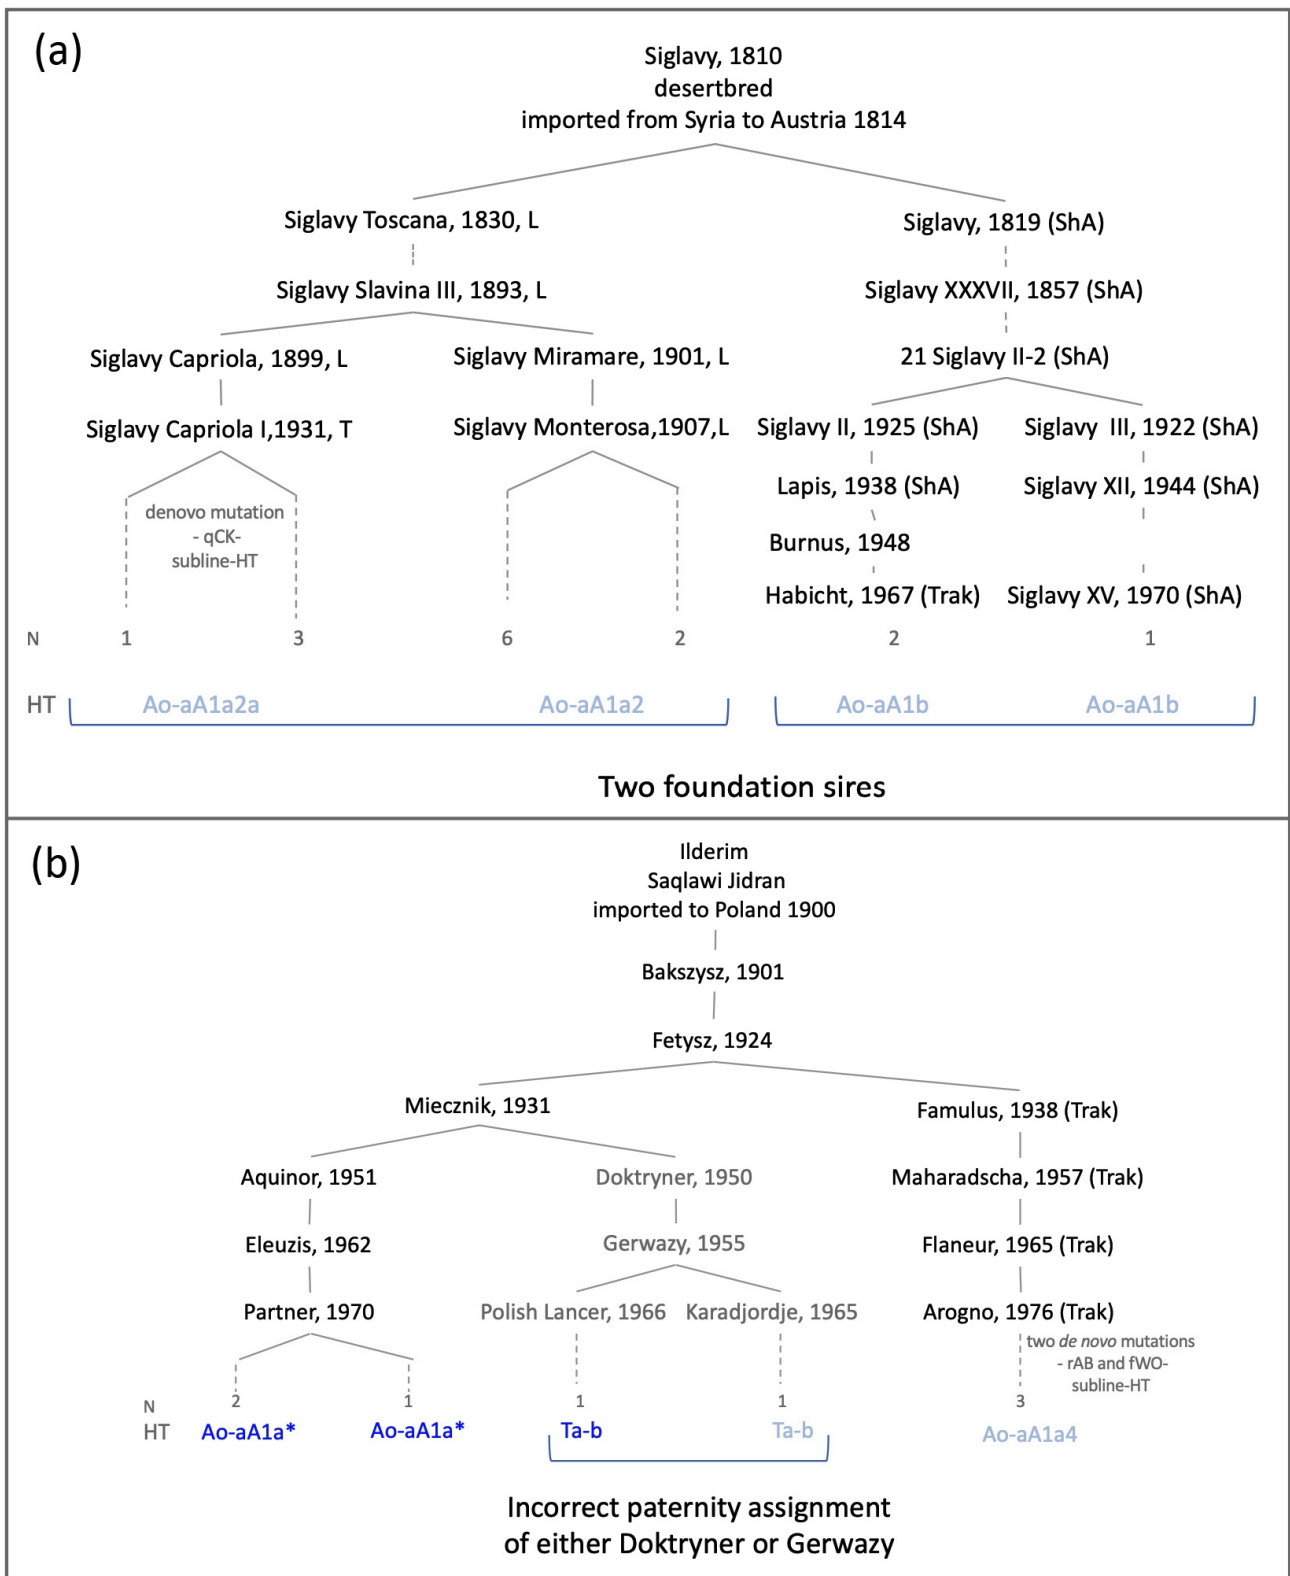 (a)
Siglavy, 1810
desertbred
imported from Syria to Austria 1814
Siglavy Toscana, 1830, L
Siglavy, 1819 (ShA)
Siglavy Slavina III, 1893, L
Siglavy XXXVII, 1857 (ShA)
Siglavy Capriola, 1899, L
Siglavy Miramare, 1901, L
21 Siglavy II-2 (ShA)
Siglavy Capriola I,1931, T
Siglavy Monterosa,1907,L
Siglavy II, 1925 (ShA)
Siglavy III, 1922 (ShA)
Lapis, 1938 (ShA)
Siglavy XII, 1944 (ShA)
denovo mutation
- qCK-
subline-HT
Burnus, 1948
Habicht, 1967 (Trak)
Siglavy XV, 1970 (ShA)
N 1 3 6 2 2 1
HT Ao-aA1a2a Ao-aA1a2 Ao-aA1b Ao-aA1b
Two foundation sires
(b)
Ilderim
Saqlawi Jidran
imported to Poland 1900
Bakszysz, 1901
Fetysz, 1924
Miecznik, 1931
Famulus, 1938 (Trak)
Aquinor, 1951
Doktryner, 1950
Maharadscha, 1957 (Trak)
Eleuzis, 1962
Gerwazy, 1955
Flaneur, 1965 (Trak)
Partner, 1970
Polish Lancer, 1966
Karadjordje, 1965
Arogno, 1976 (Trak)
two de novo mutations
- rAB and fWO-
subline-HT
N 2 1 1 1 3
HT Ao-aA1a* Ao-aA1a* Ta-b Ta-b Ao-aA1a4
Incorrect paternity assignment
of either Doktryner or Gerwazy